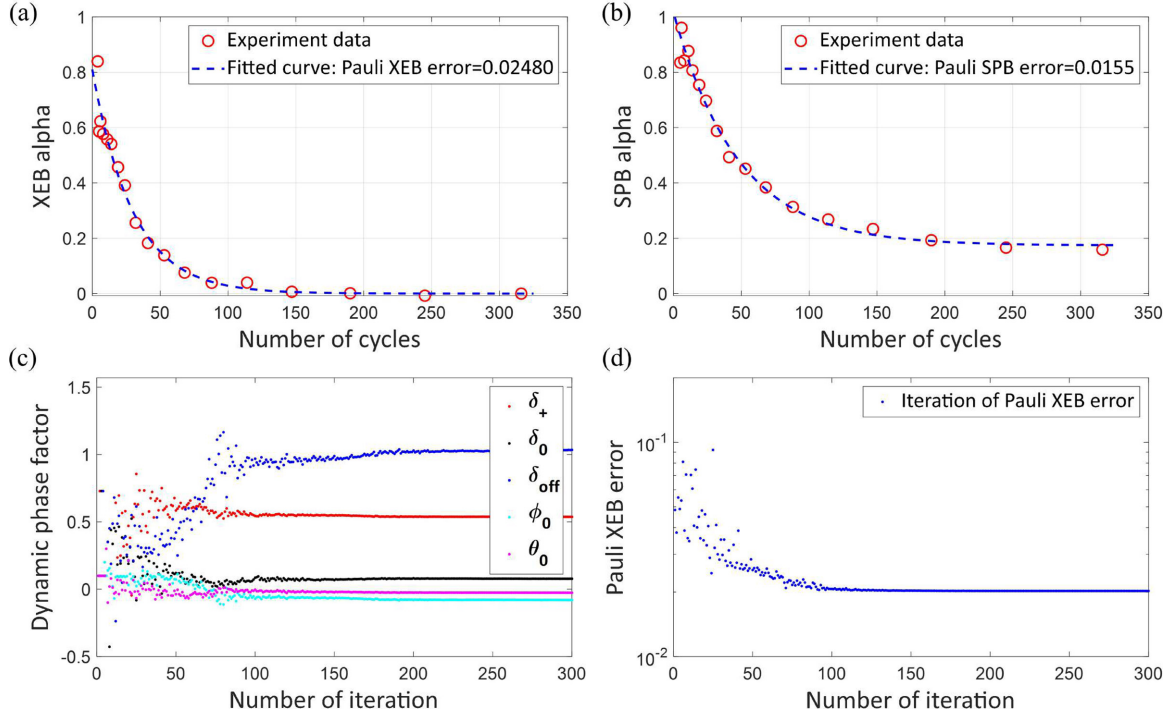 (a)
1
0.8
0.6
0.4
0.2
0
XEB alpha
Experiment data
Fitted curve: Pauli XEB error=0.02480
0 50 100 150 200 250 300 350
Number of cycles
(b)
1
0.8
0.6
0.4
0.2
0
SPB alpha
Experiment data
Fitted curve: Pauli SPB error=0.0155
0 50 100 150 200 250 300 350
Number of cycles
(c)
1.5
1
0.5
0
-0.5
Dynamic phase factor
δ+
δ0
δoff
ϕ0
θ0
0 50 100 150 200 250 300
Number of iteration
(d)
10-1
10-2
Pauli XEB error
Iteration of Pauli XEB error
0 50 100 150 200 250 300
Number of iteration